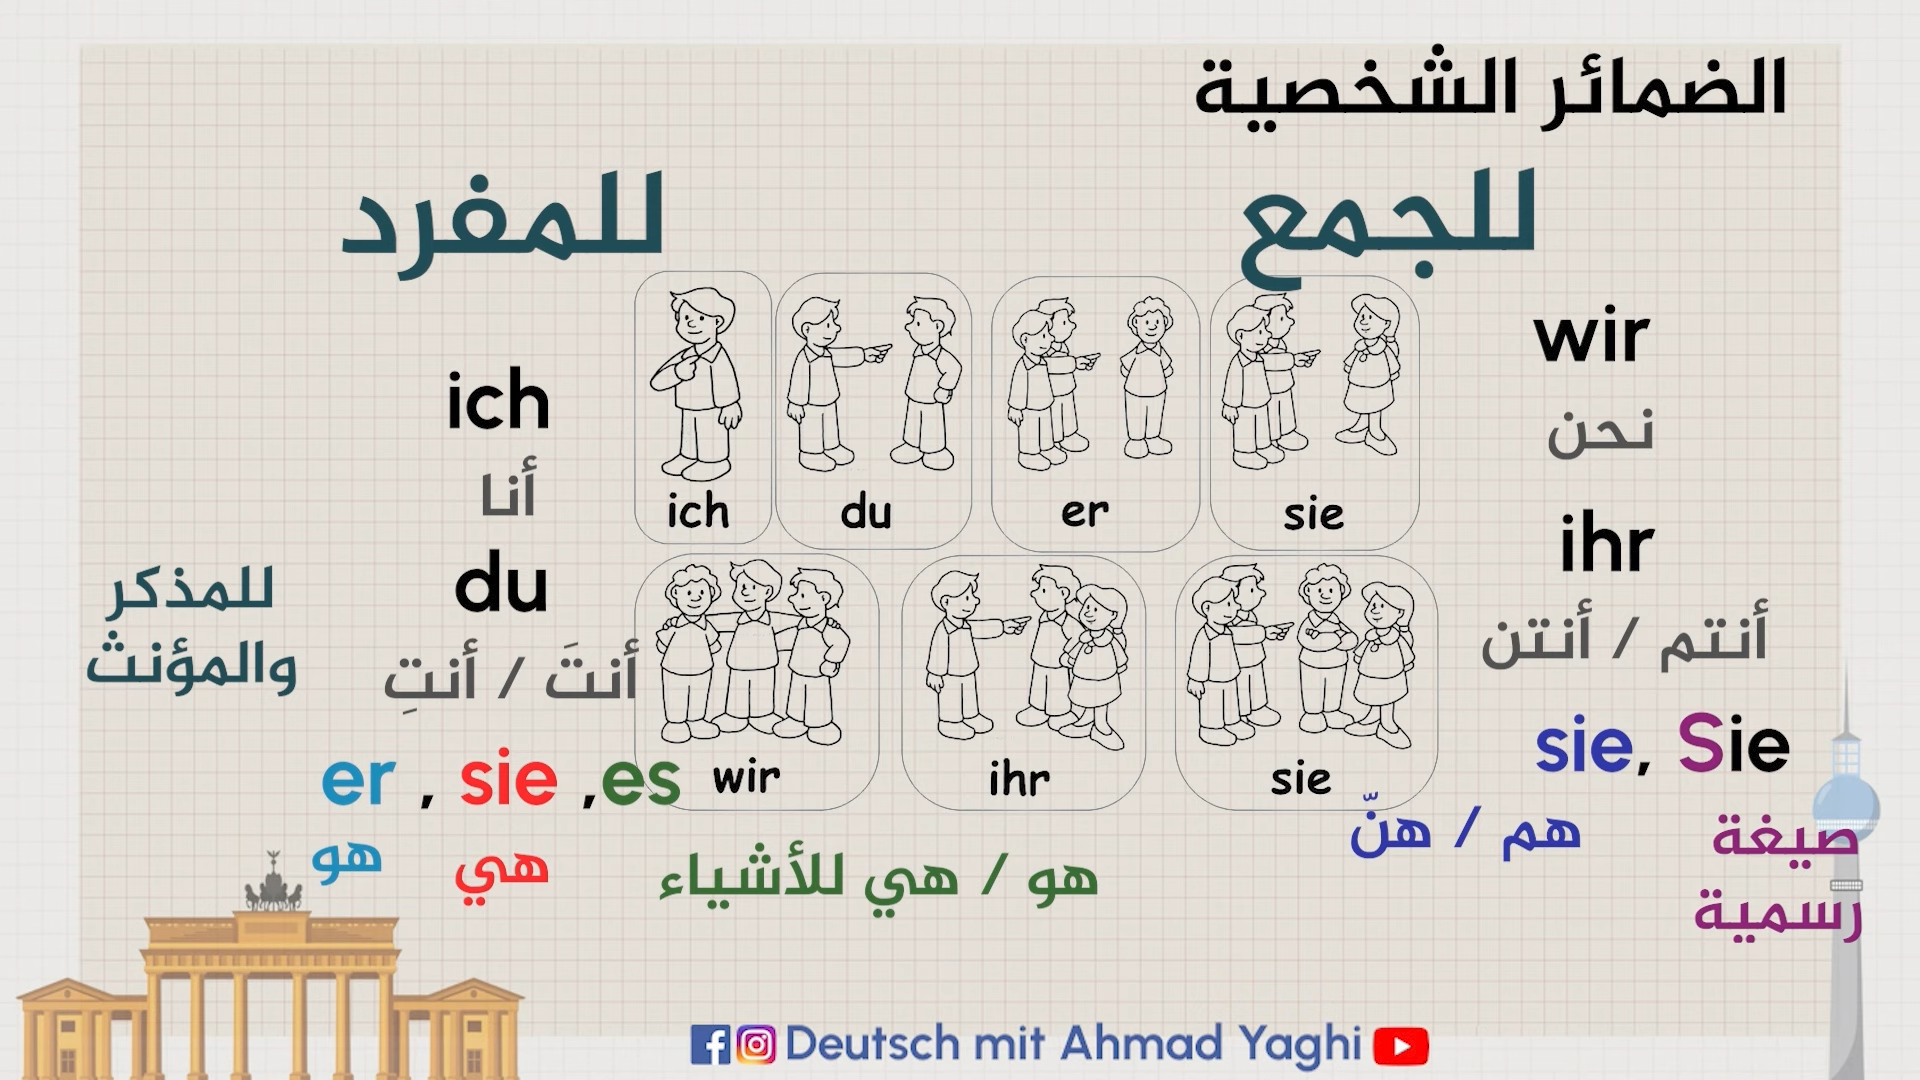 الضمائر الشخصية
للمفرد
للجمع
ich
أنا
du
أنتَ / أنتِ
للمذكر
والمؤنث
er , sie ,es
هو
هي
هو / هي للأشياء
ich
du
er
sie
wir
ihr
sie
wir
نحن
ihr
أنتم / أنتن
sie, Sie
هم / هنّ
صيغة
رسمية
Deutsch mit Ahmad Yaghi